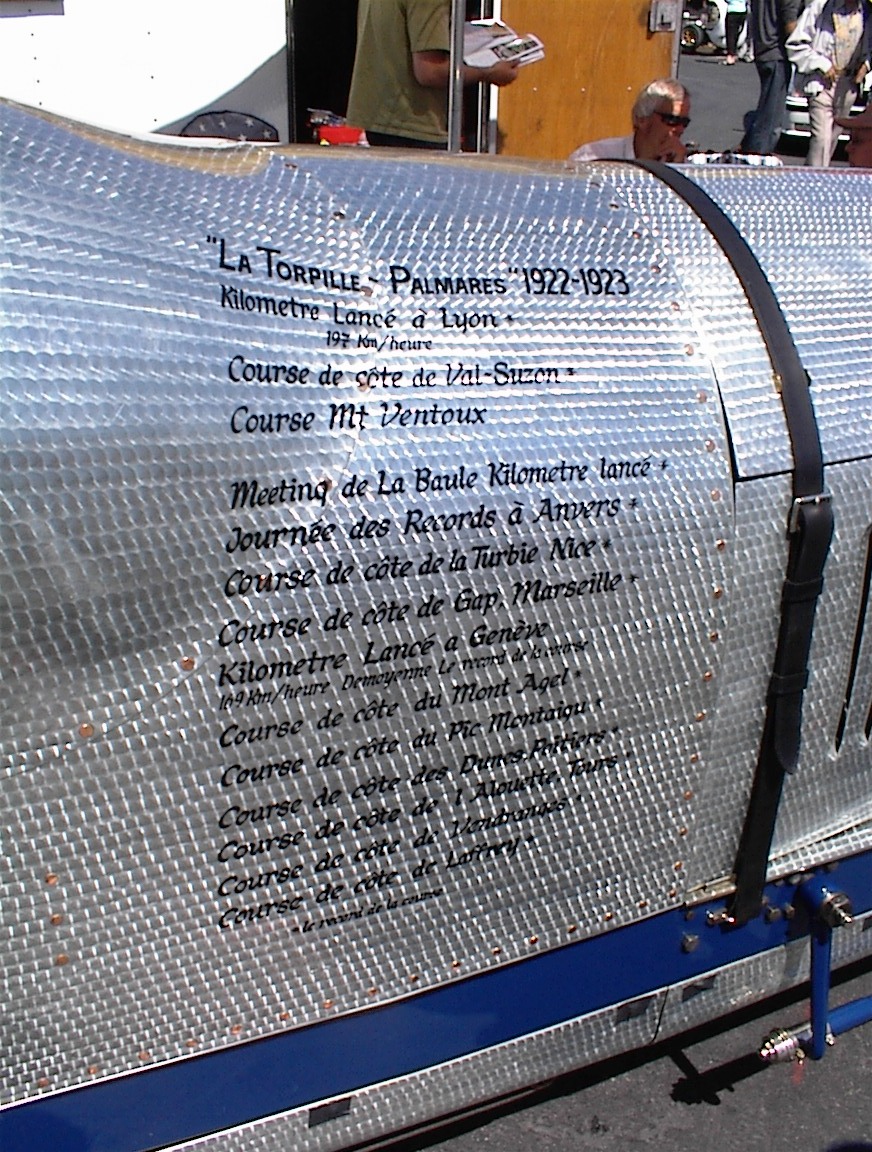 "La Torpille - Palmares" 1922-1923
Kilometre Lancé à Lyon *
197 Km/heure
Course de côte de Val-Suzon *
Course Mt Ventoux
Meeting de La Baule Kilometre lancé *
Journée des Records à Anvers *
Course de côte de la Turbie Nice *
Course de côte de Gap, Marseille *
Kilometre Lancé a Genève
169 Km/heure Demoyenne Le record de la course
Course de côte du Mont Agel *
Course de côte du Pic Montaigu *
Course de côte des Dunes, Poitiers *
Course de côte de l'Alouette, Tours *
Course de côte de Vendranges *
Course de côte de Laffrey *
* le record de la course